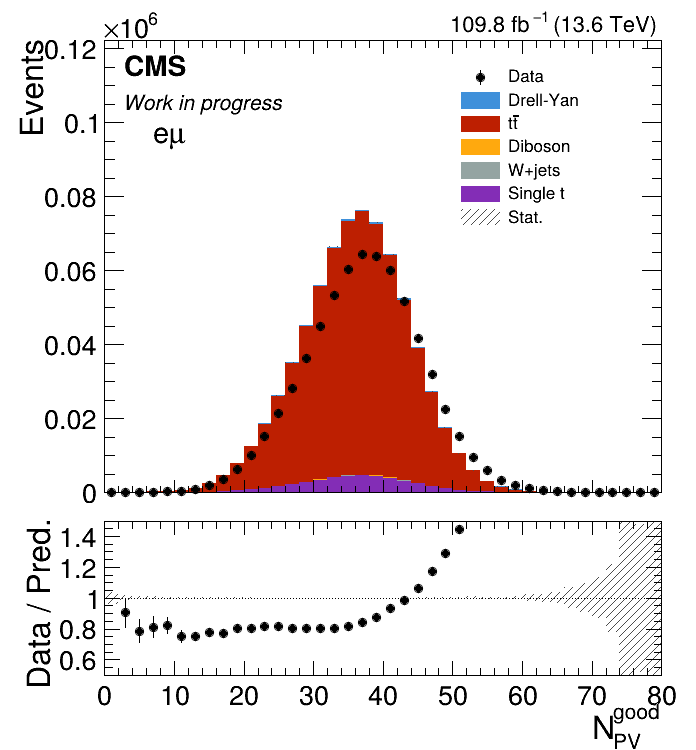 ×10⁶
109.8 fb⁻¹ (13.6 TeV)
Events
0.12
0.1
0.08
0.06
0.04
0.02
0
CMS
Work in progress
eμ
Data
Drell-Yan
tt̄
Diboson
W+jets
Single t
Stat.
Data / Pred.
1.4
1.2
1
0.8
0.6
0 10 20 30 40 50 60 70 80
N_PV^good